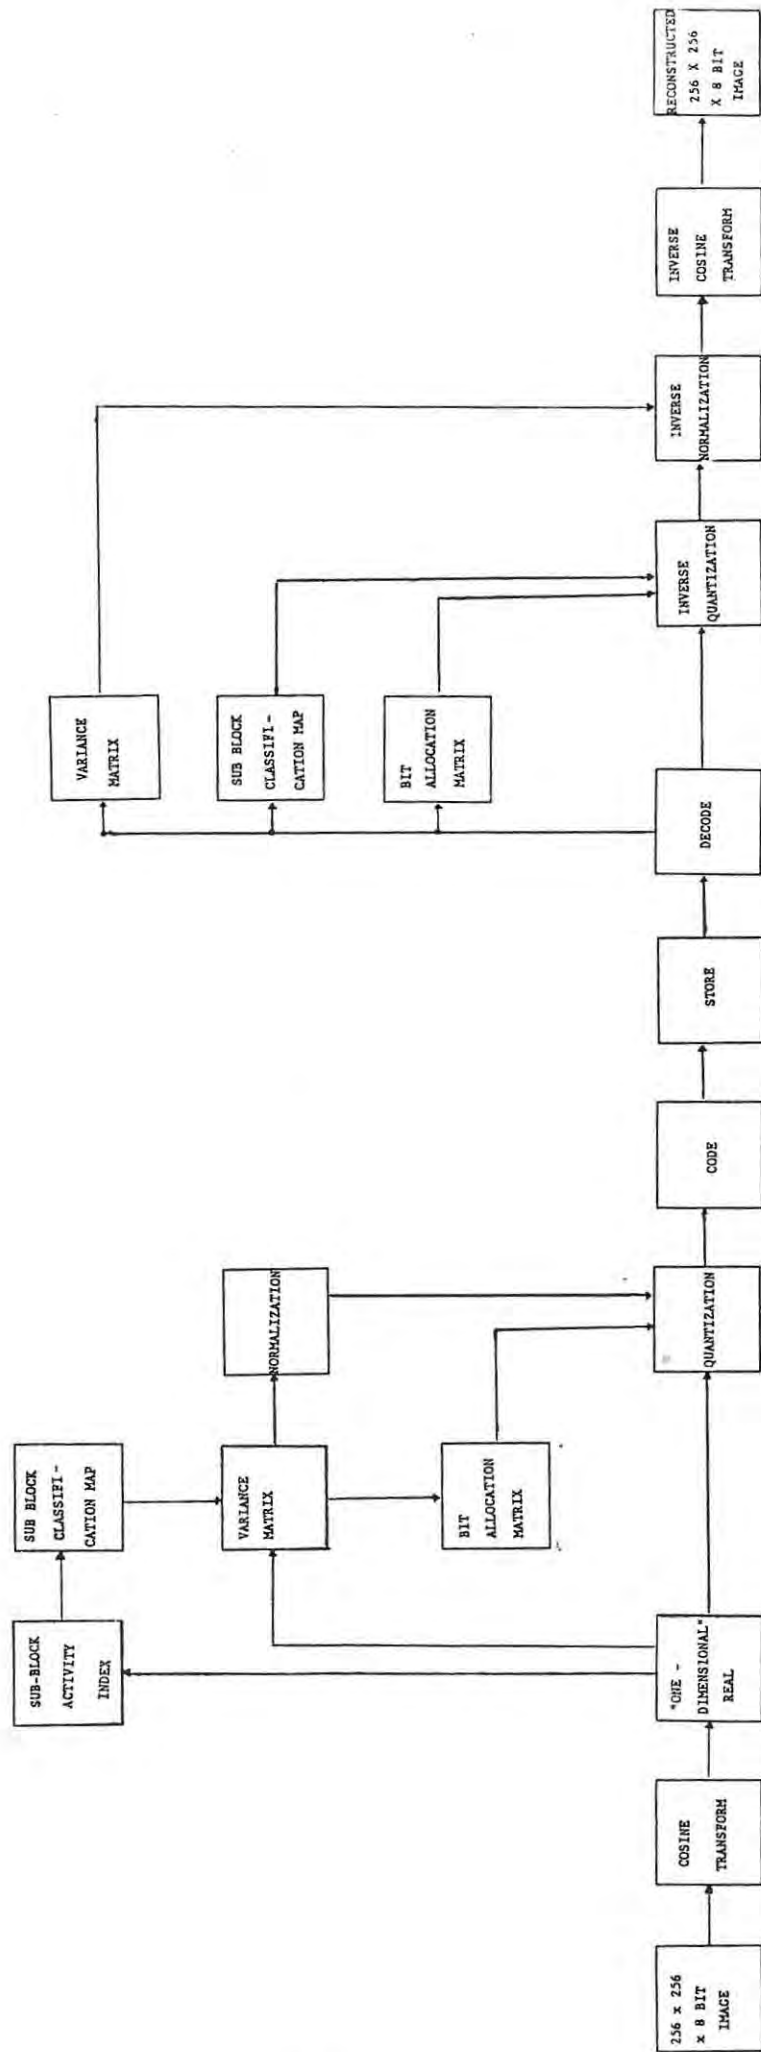 256 x 256
x 8 BIT
IMAGE
COSINE
TRANSFORM
"ONE -
DIMENSIONAL"
REAL
SUB-BLOCK
ACTIVITY
INDEX
SUB BLOCK
CLASSIFI -
CATION MAP
VARIANCE
MATRIX
NORMALIZATION
BIT
ALLOCATION
MATRIX
QUANTIZATION
CODE
STORE
DECODE
VARIANCE
MATRIX
SUB BLOCK
CLASSIFI -
CATION MAP
BIT
ALLOCATION
MATRIX
INVERSE
QUANTIZATION
INVERSE
NORMALIZATION
INVERSE
COSINE
TRANSFORM
RECONSTRUCTED
256 X 256
X 8 BIT
IMAGE